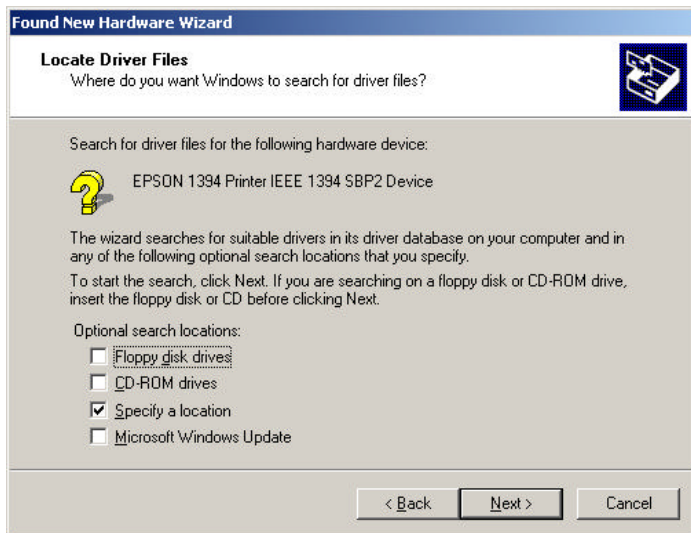 Found New Hardware Wizard
Locate Driver Files
Where do you want Windows to search for driver files?
Search for driver files for the following hardware device:
EPSON 1394 Printer IEEE 1394 SBP2 Device
The wizard searches for suitable drivers in its driver database on your computer and in
any of the following optional search locations that you specify.
To start the search, click Next. If you are searching on a floppy disk or CD-ROM drive,
insert the floppy disk or CD before clicking Next.
Optional search locations:
Floppy disk drives
CD-ROM drives
Specify a location
Microsoft Windows Update
< Back Next > Cancel